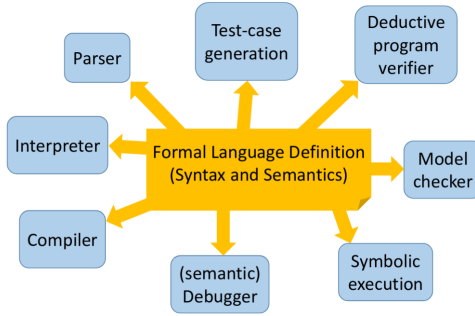 Test-case
generation
Deductive
program
verifier
Parser
Interpreter
Formal Language Definition
(Syntax and Semantics)
Model
checker
Compiler
(semantic)
Debugger
Symbolic
execution